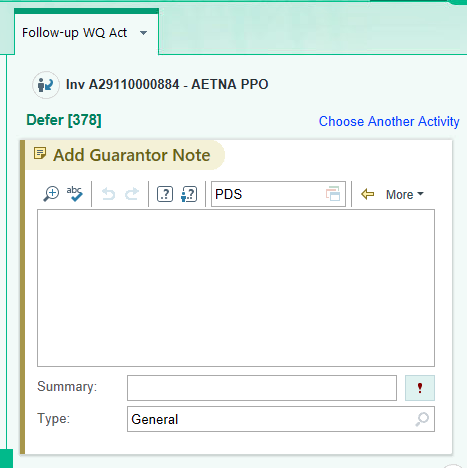 Follow-up WQ Act
Inv A29110000884 - AETNA PPO
Defer [378]
Choose Another Activity
Add Guarantor Note
abc
?
?
PDS
More
Summary:
!
Type:
General